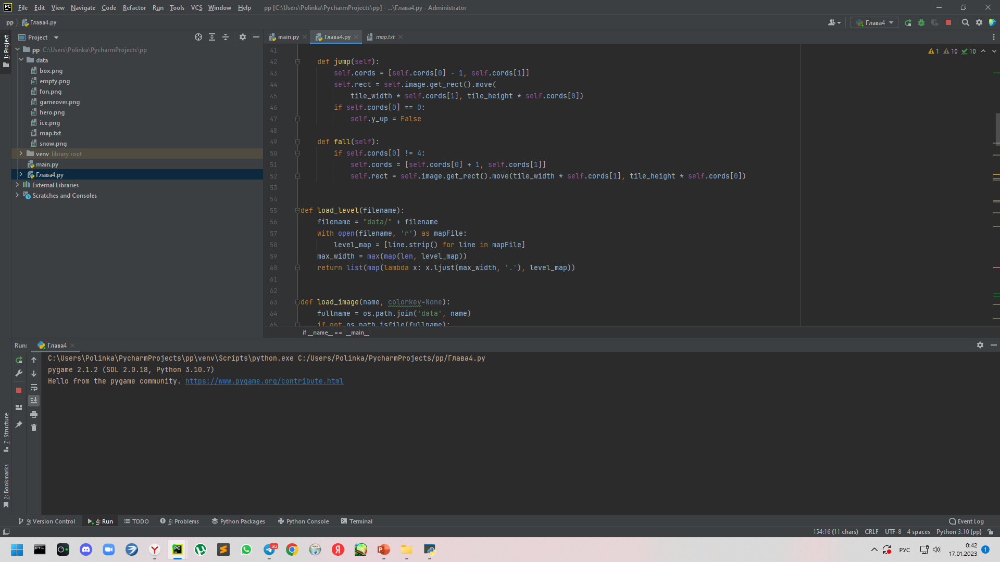 File Edit View Navigate Code Refactor Run Tools VCS Window Help pp [C:\Users\Polinka\PycharmProjects\pp] - ...\Глава4.py - Administrator
pp Глава4.py
Глава4
1: Project
Project
pp C:\Users\Polinka\PycharmProjects\pp
data
box.png
empty.png
fon.png
gameover.png
hero.png
ice.png
map.txt
snow.png
venv library root
main.py
Глава4.py
External Libraries
Scratches and Consoles
main.py Глава4.py map.txt
1 10 10
41
42 def jump(self):
43 self.cords = [self.cords[0] - 1, self.cords[1]]
44 self.rect = self.image.get_rect().move(
45 tile_width * self.cords[1], tile_height * self.cords[0])
46 if self.cords[0] == 0:
47 self.y_up = False
48
49 def fall(self):
50 if self.cords[0] != 4:
51 self.cords = [self.cords[0] + 1, self.cords[1]]
52 self.rect = self.image.get_rect().move(tile_width * self.cords[1], tile_height * self.cords[0])
53
54
55 def load_level(filename):
56 filename = "data/" + filename
57 with open(filename, 'r') as mapFile:
58 level_map = [line.strip() for line in mapFile]
59 max_width = max(map(len, level_map))
60 return list(map(lambda x: x.ljust(max_width, '.'), level_map))
61
62
63 def load_image(name, colorkey=None):
64 fullname = os.path.join('data', name)
65 if not os.path.isfile(fullname):
if __name__ == '__main__'
Run: Глава4
C:\Users\Polinka\PycharmProjects\pp\venv\Scripts\python.exe C:/Users/Polinka/PycharmProjects/pp/Глава4.py
pygame 2.1.2 (SDL 2.0.18, Python 3.10.7)
Hello from the pygame community. https://www.pygame.org/contribute.html
7: Structure
2: Bookmarks
9: Version Control 4: Run TODO 6: Problems Python Packages Python Console Terminal Event Log
154:16 (11 chars) CRLF UTF-8 4 spaces Python 3.10 (pp)
82
РУС
0:42
17.01.2023
1